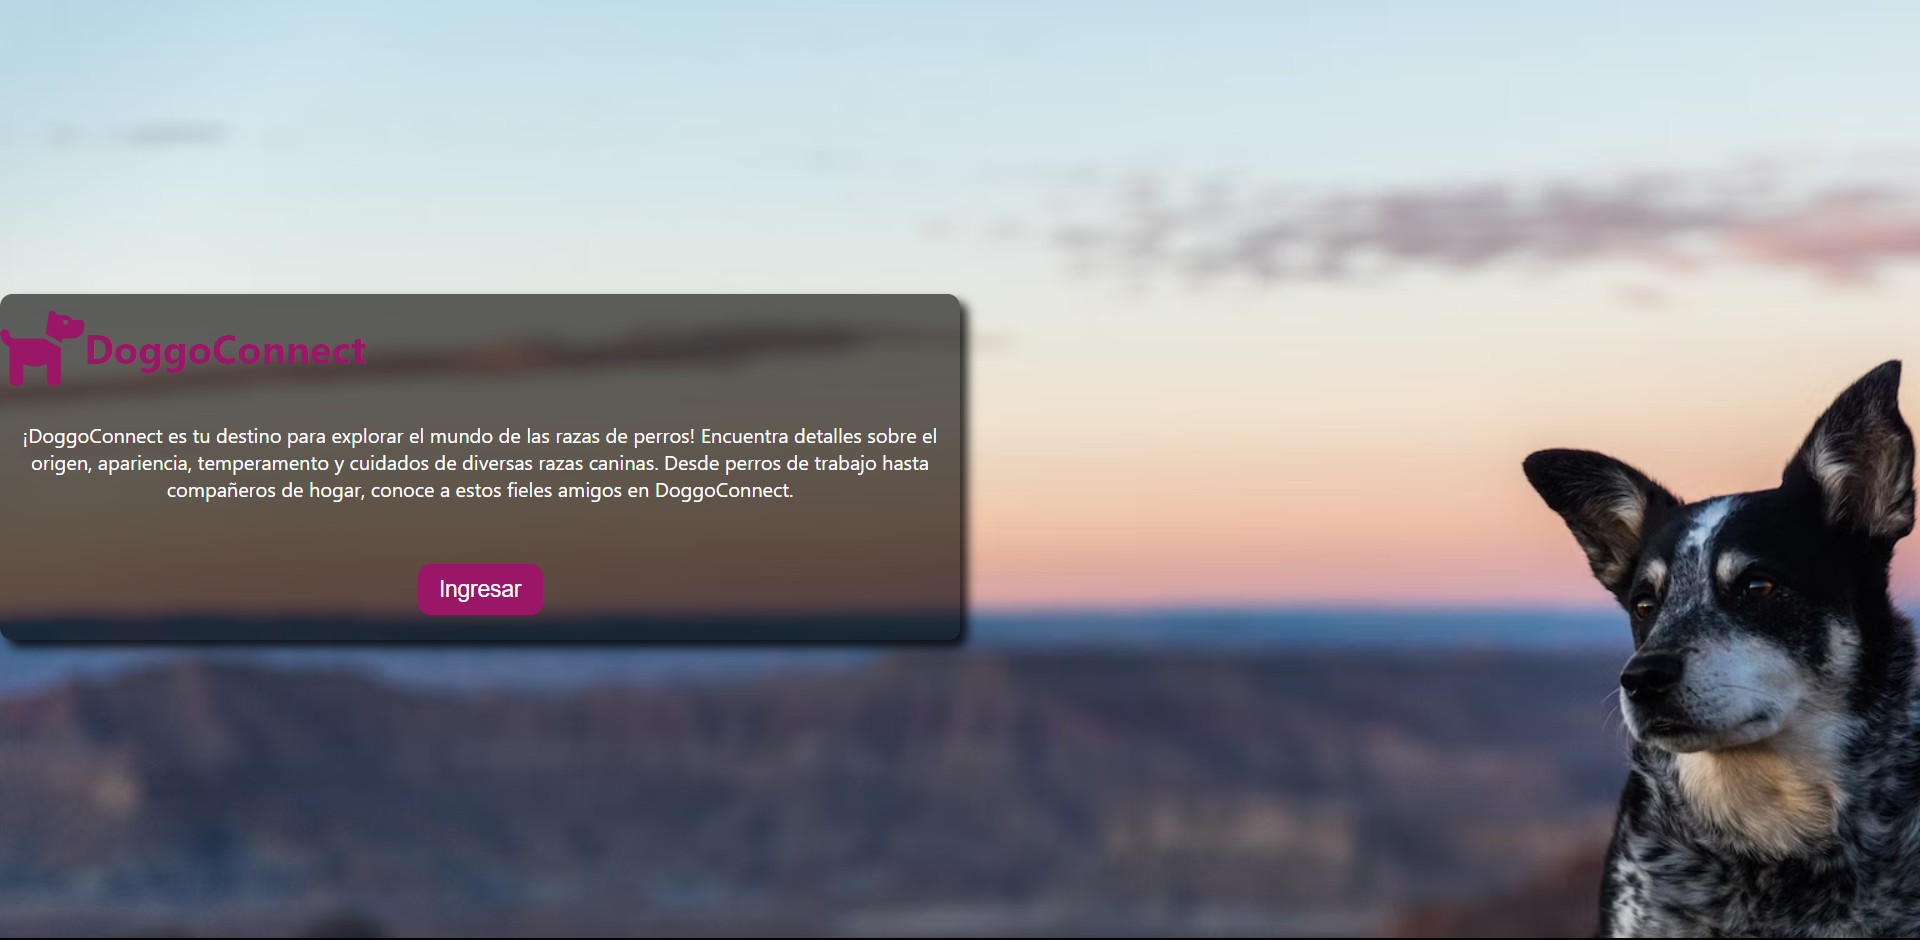 DoggoConnect
¡DoggoConnect es tu destino para explorar el mundo de las razas de perros! Encuentra detalles sobre el
origen, apariencia, temperamento y cuidados de diversas razas caninas. Desde perros de trabajo hasta
compañeros de hogar, conoce a estos fieles amigos en DoggoConnect.
Ingresar